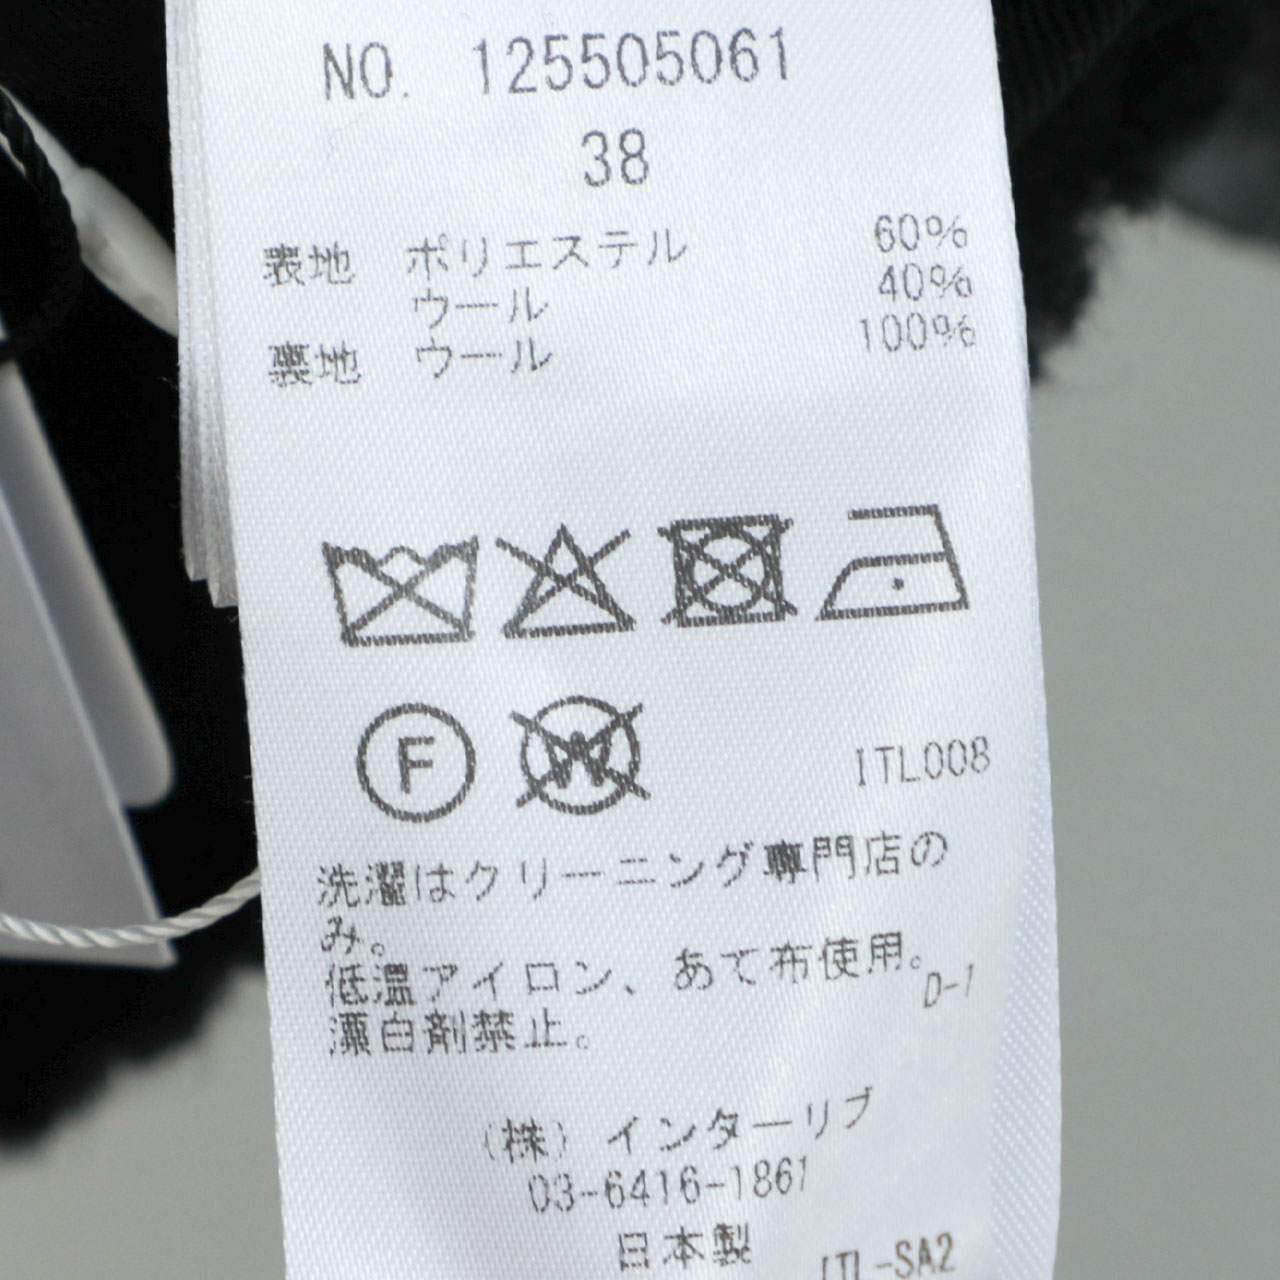 NO. 125505061
38
表地 ポリエステル 60%
ウール 40%
裏地 ウール 100%
F W ITL008
洗濯はクリーニング専門店の
み。
低温アイロン、あて布使用。
D-1
漂白剤禁止。
(株) インターリブ
03-6416-1861
日本製
ITL-SA2